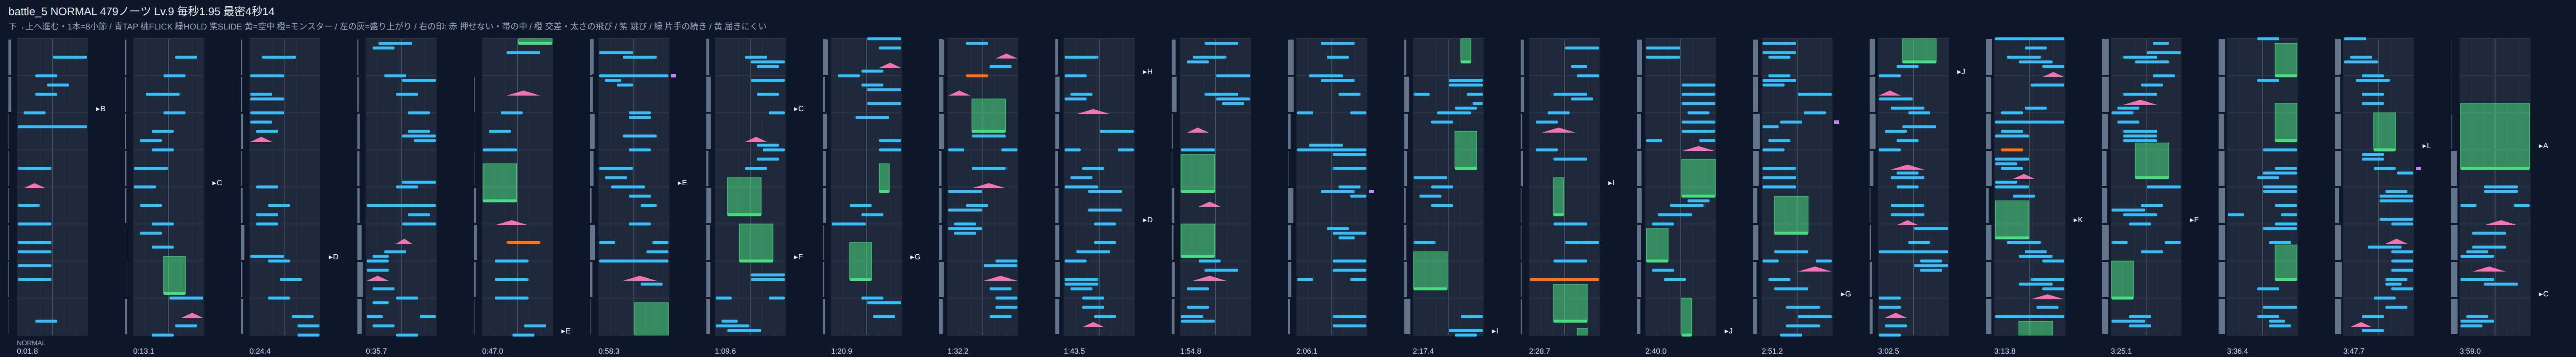 battle_5 NORMAL 479ノーツ Lv.9 毎秒1.95 最密4秒14
下→上へ進む・1本=8小節 / 青TAP 桃FLICK 緑HOLD 紫SLIDE 黄=空中 橙=モンスター / 左の灰=盛り上がり / 右の印: 赤 押せない・帯の中 / 橙 交差・太さの飛び / 紫 跳び / 緑 片手の続き / 黄 届きにくい
▸H
▸J
▸B
▸C
▸L
▸A
▸C
▸E
▸I
▸D
▸K
▸F
▸D
▸F
▸G
▸G
▸C
▸E
▸I
▸J
NORMAL
0:01.8 0:13.1 0:24.4 0:35.7 0:47.0 0:58.3 1:09.6 1:20.9 1:32.2 1:43.5 1:54.8 2:06.1 2:17.4 2:28.7 2:40.0 2:51.2 3:02.5 3:13.8 3:25.1 3:36.4 3:47.7 3:59.0